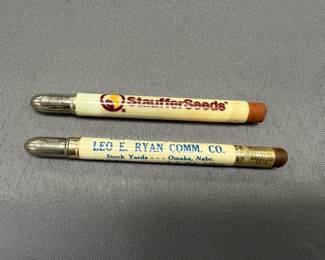 StaufferSeeds
LEO E. RYAN COMM. CO.
Stock Yards - - - Omaha, Nebr.